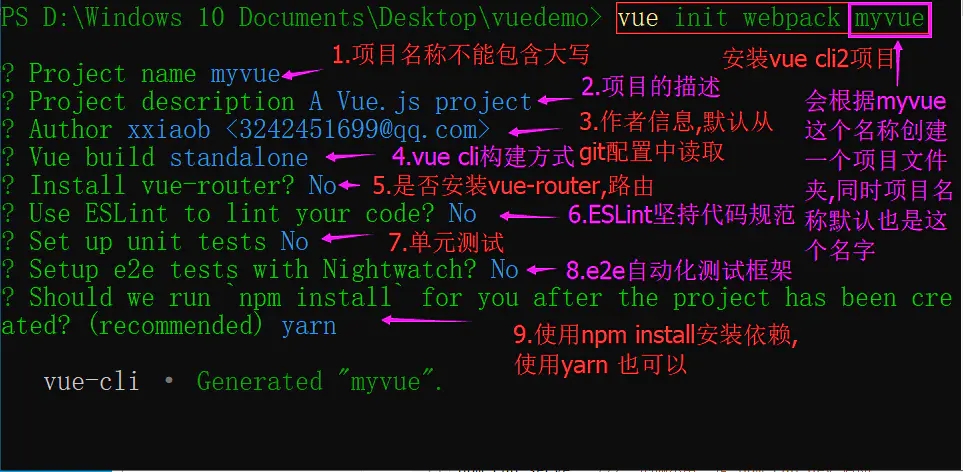 PS D:\Windows 10 Documents\Desktop\vuedemo> vue init webpack myvue
安装vue cli2项目
? Project name myvue
1.项目名称不能包含大写
? Project description A Vue.js project
2.项目的描述
? Author xxiaob <3242451699@qq.com>
3.作者信息,默认从
git配置中读取
? Vue build standalone
4.vue cli构建方式
? Install vue-router? No
5.是否安装vue-router,路由
? Use ESLint to lint your code? No
6.ESLint坚持代码规范
? Set up unit tests No
7.单元测试
? Setup e2e tests with Nightwatch? No
8.e2e自动化测试框架
? Should we run `npm install` for you after the project has been cre
ated? (recommended) yarn
9.使用npm install安装依赖,
使用yarn 也可以
vue-cli · Generated "myvue".
会根据myvue
这个名称创建
一个项目文件
夹,同时项目名
称默认也是这
个名字